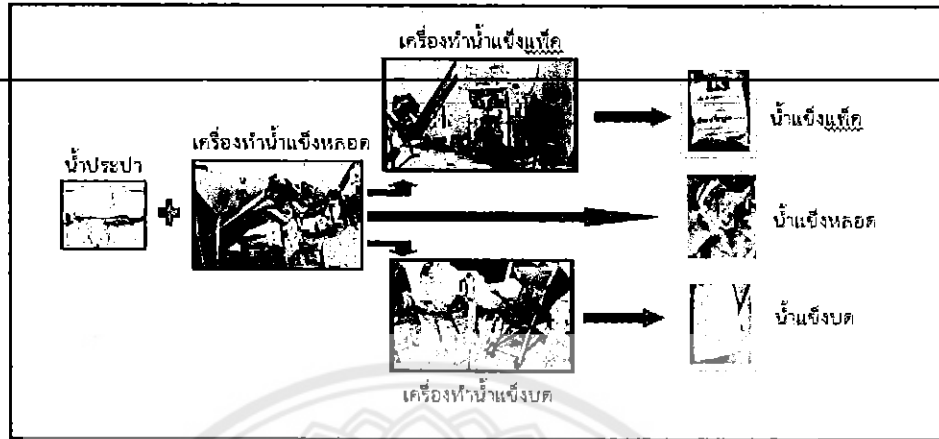 เครื่องทำน้ำแข็งแพ็ค
น้ำแข็งแพ็ค
เครื่องทำน้ำแข็งหลอด
น้ำประปา
น้ำแข็งหลอด
น้ำแข็งบด
เครื่องทำน้ำแข็งบด